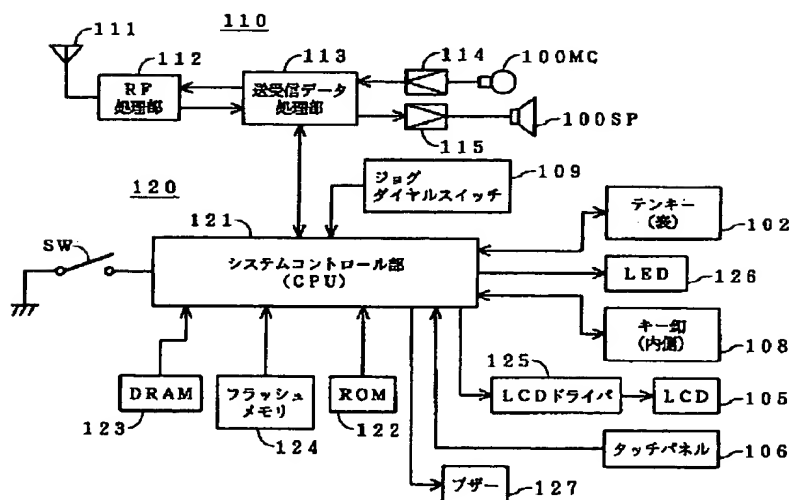 110
111
112
113
114
100MC
RF
処理部
送受信データ
処理部
115
100SP
ジョグ
ダイヤルスイッチ
109
120
121
テンキー
(表)
102
SW
システムコントロール部
(CPU)
LED
126
キー釦
(内側)
108
125
DRAM
フラッシュ
メモリ
ROM
LCDドライバ
LCD
105
123
124
122
タッチパネル
106
ブザー
127